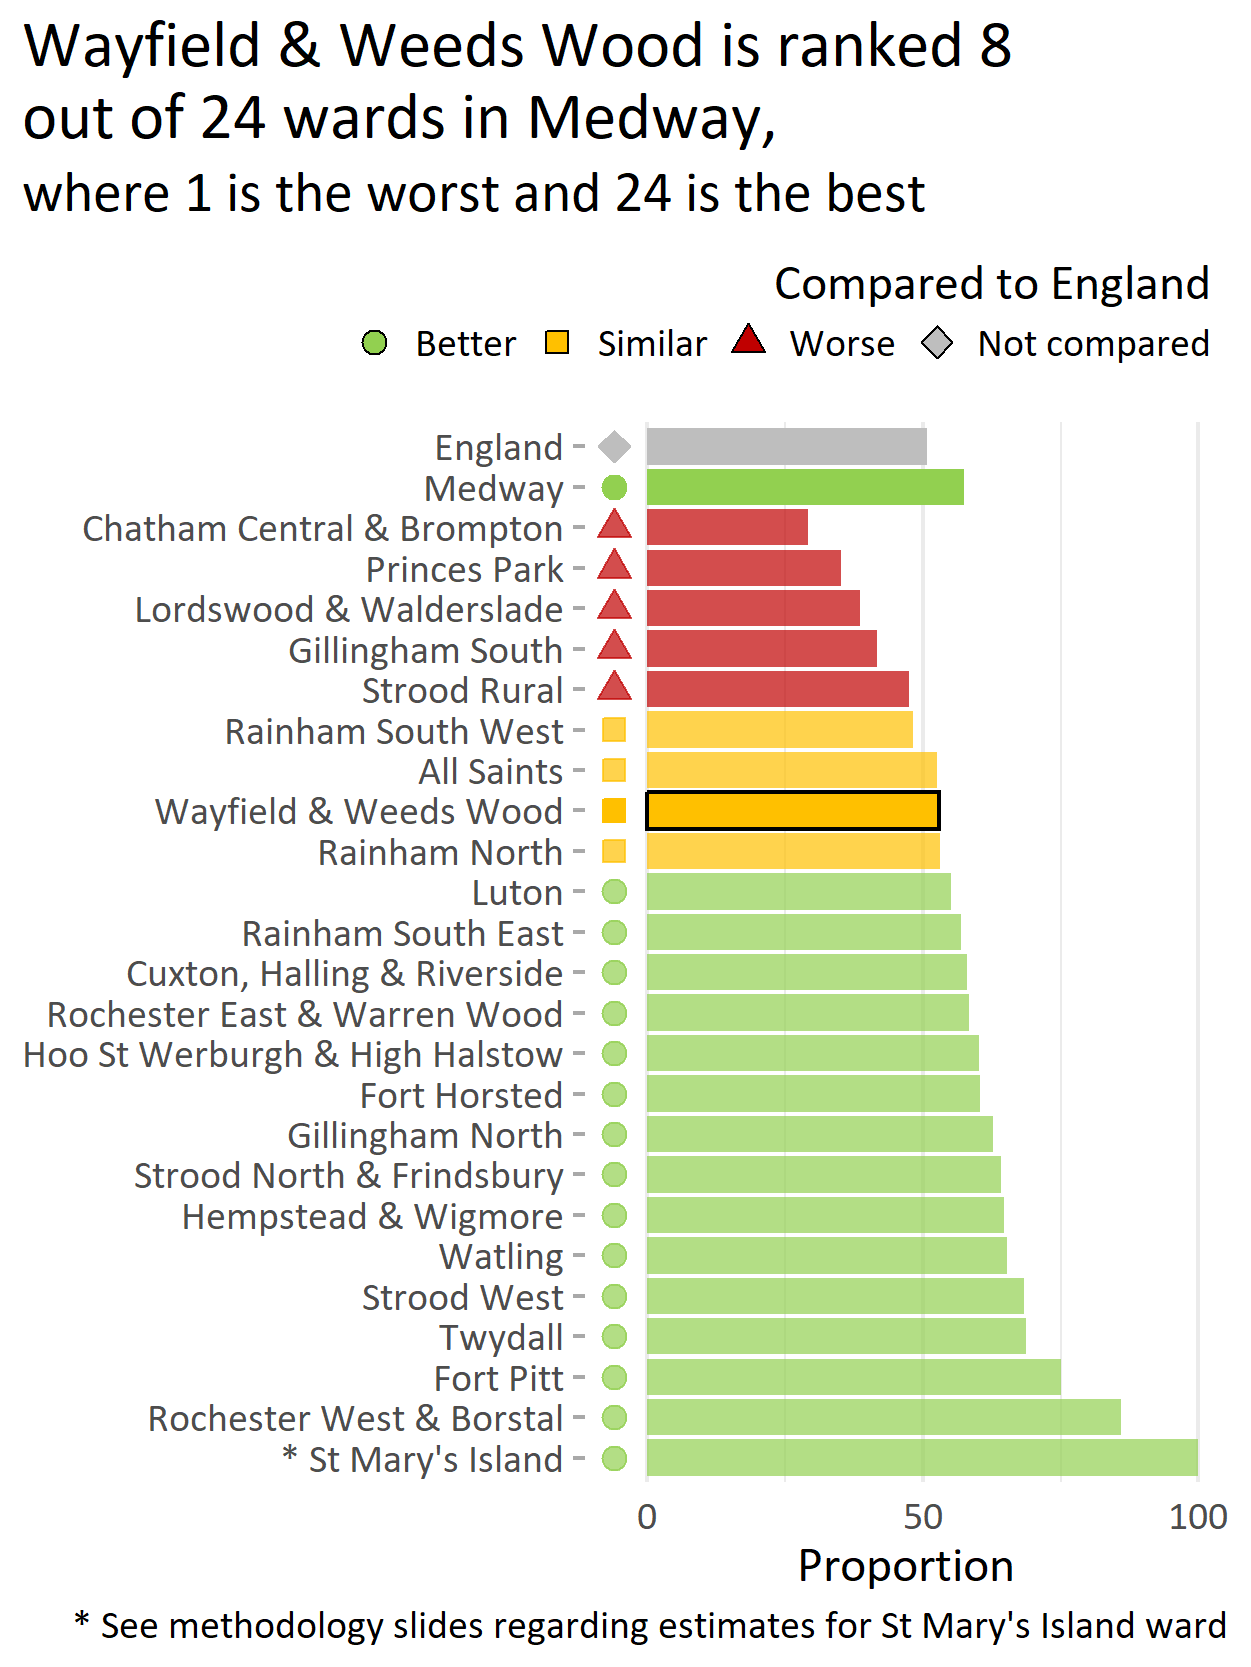 Wayfield & Weeds Wood is ranked 8
out of 24 wards in Medway,
where 1 is the worst and 24 is the best
Compared to England
Better Similar Worse Not compared
England
Medway
Chatham Central & Brompton
Princes Park
Lordswood & Walderslade
Gillingham South
Strood Rural
Rainham South West
All Saints
Wayfield & Weeds Wood
Rainham North
Luton
Rainham South East
Cuxton, Halling & Riverside
Rochester East & Warren Wood
Hoo St Werburgh & High Halstow
Fort Horsted
Gillingham North
Strood North & Frindsbury
Hempstead & Wigmore
Watling
Strood West
Twydall
Fort Pitt
Rochester West & Borstal
* St Mary's Island
0 50 100
Proportion
* See methodology slides regarding estimates for St Mary's Island ward